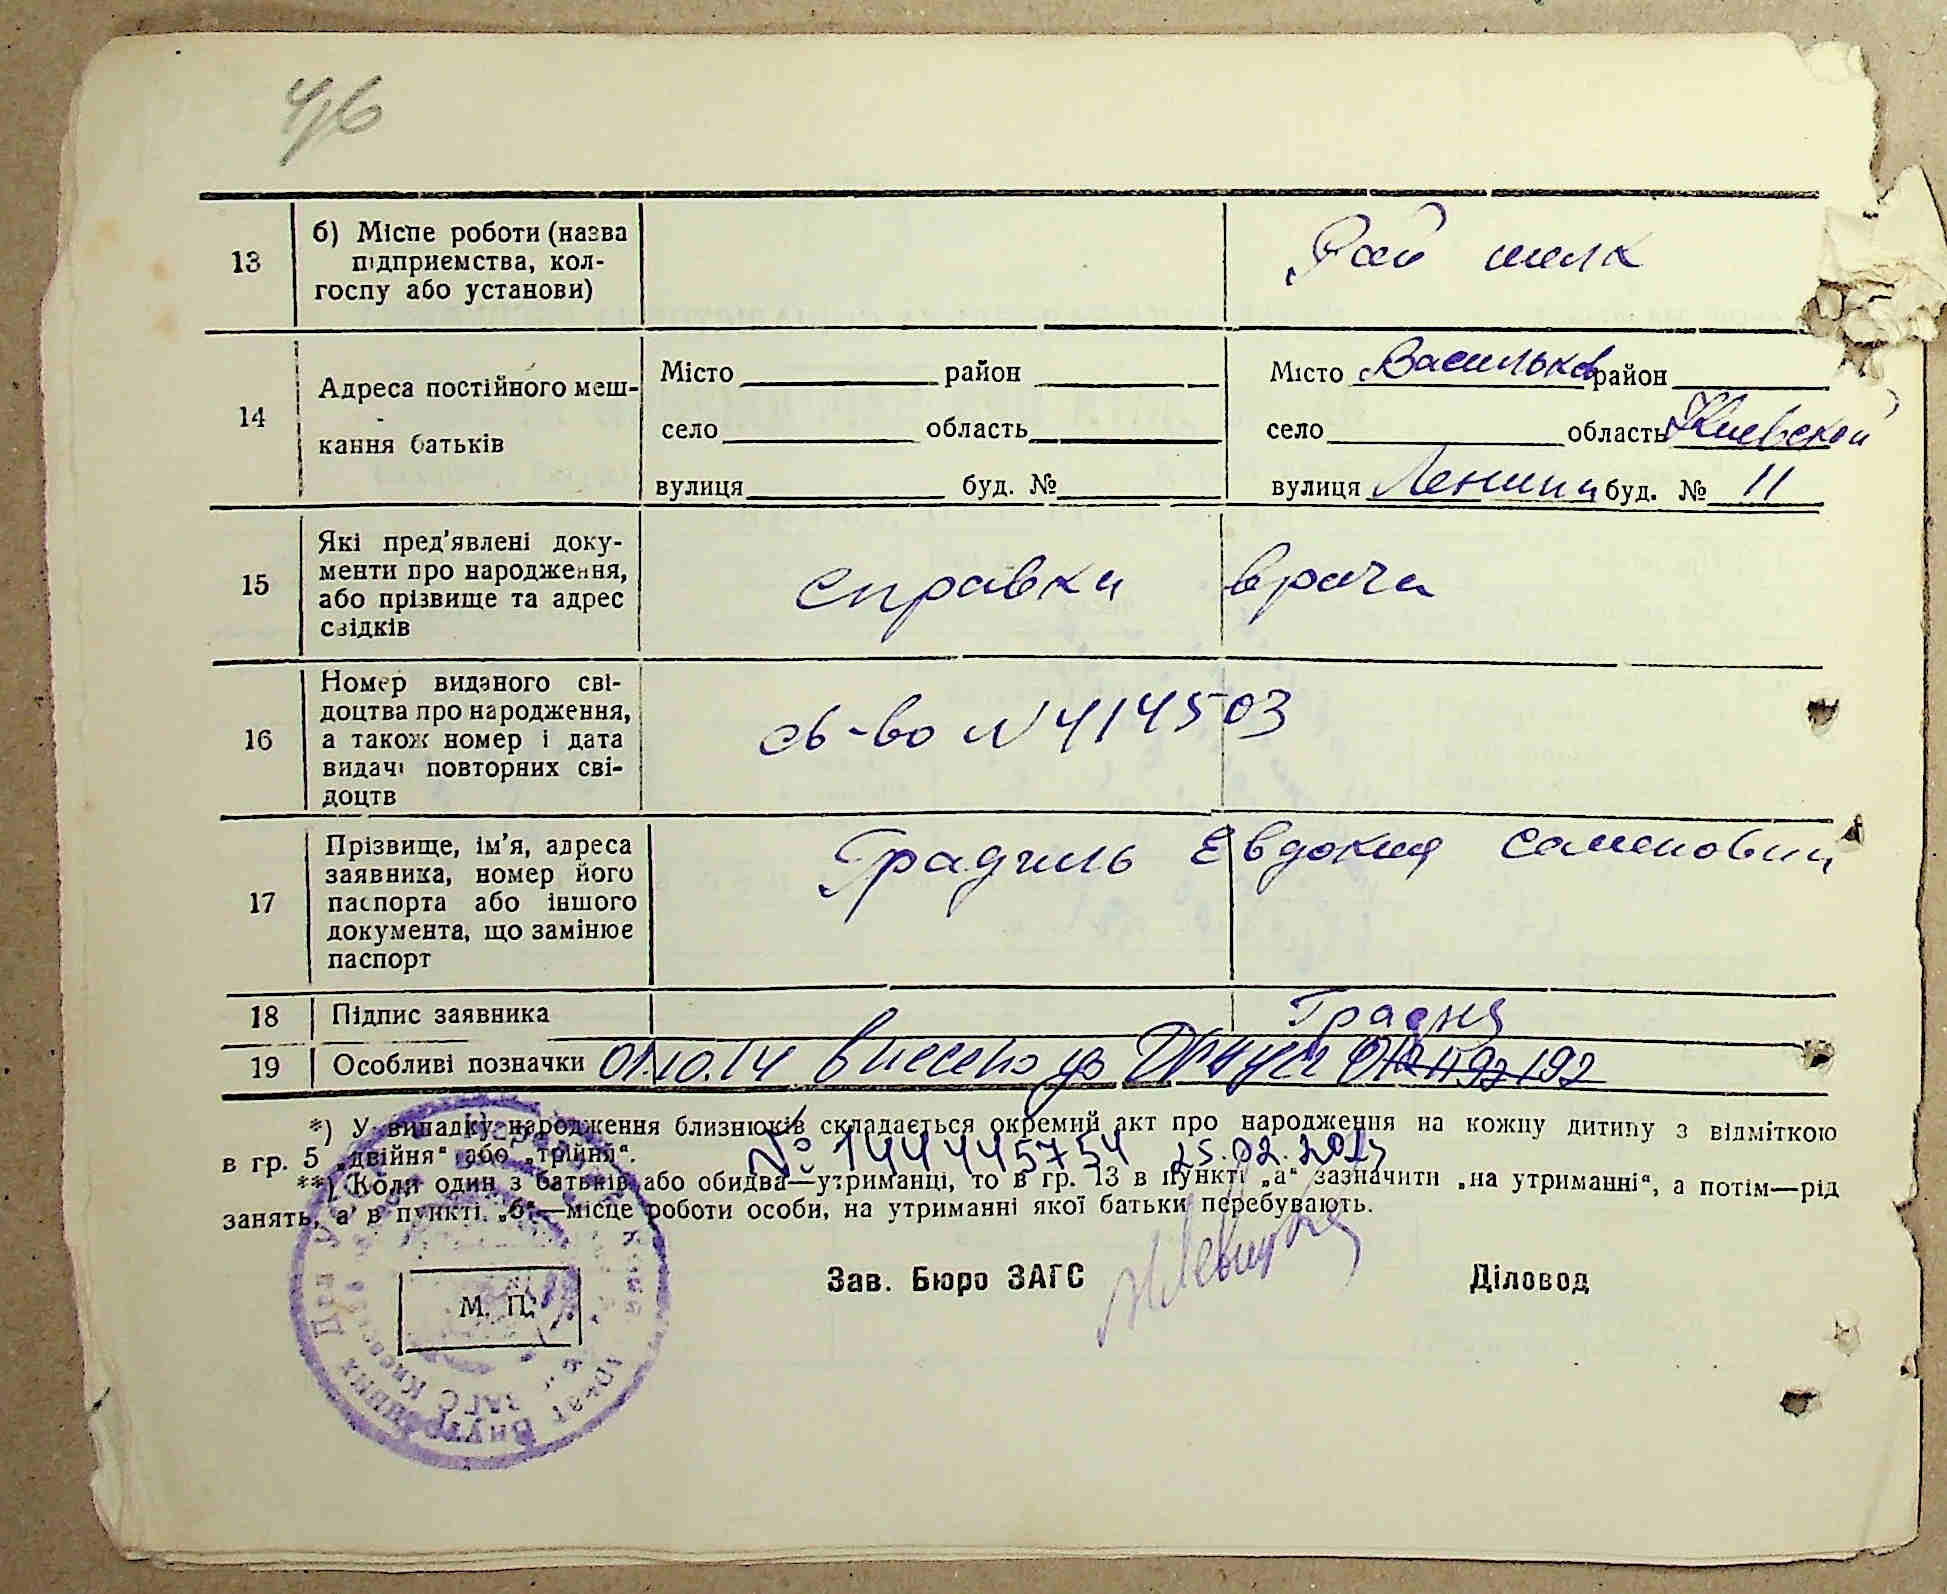 46
13
б) Місце роботи (назва
підприємства, кол-
госпу або установи)
Рай шелк
14
Адреса постійного меш-
кання батьків
Місто район
село область
вулиця буд. №
Місто Васильков район
село область Киевской
вулиця Ленина буд. № 11
15
Які пред'явлені доку-
менти про народження,
або прізвище та адрес
свідків
справка врача
16
Номер виданого сві-
доцтва про народження,
а також номер і дата
видачі повторних сві-
доцтв
св-во N 414503
17
Прізвище, ім'я, адреса
заявника, номер його
паспорта або іншого
документа, що замінює
паспорт
Градиль Евдокия Семеновна
18
Підпис заявника
19
Особливі позначки 01.10.14 внесено до
*) У випадку народження близнюків складається окремий акт про народження на кожну дитину з відміткою
в гр. 5 „двійня“ або „трійня“.
№ 1444445754 25.02.2013
**) Коли один з батьків або обидва—утриманці, то в гр. 13 в пункті „а“ зазначити „на утриманні“, а потім—рід
занять, а в пункті „б“—місце роботи особи, на утриманні якої батьки перебувають.
Зав. Бюро ЗАГС
Діловод
М. П.